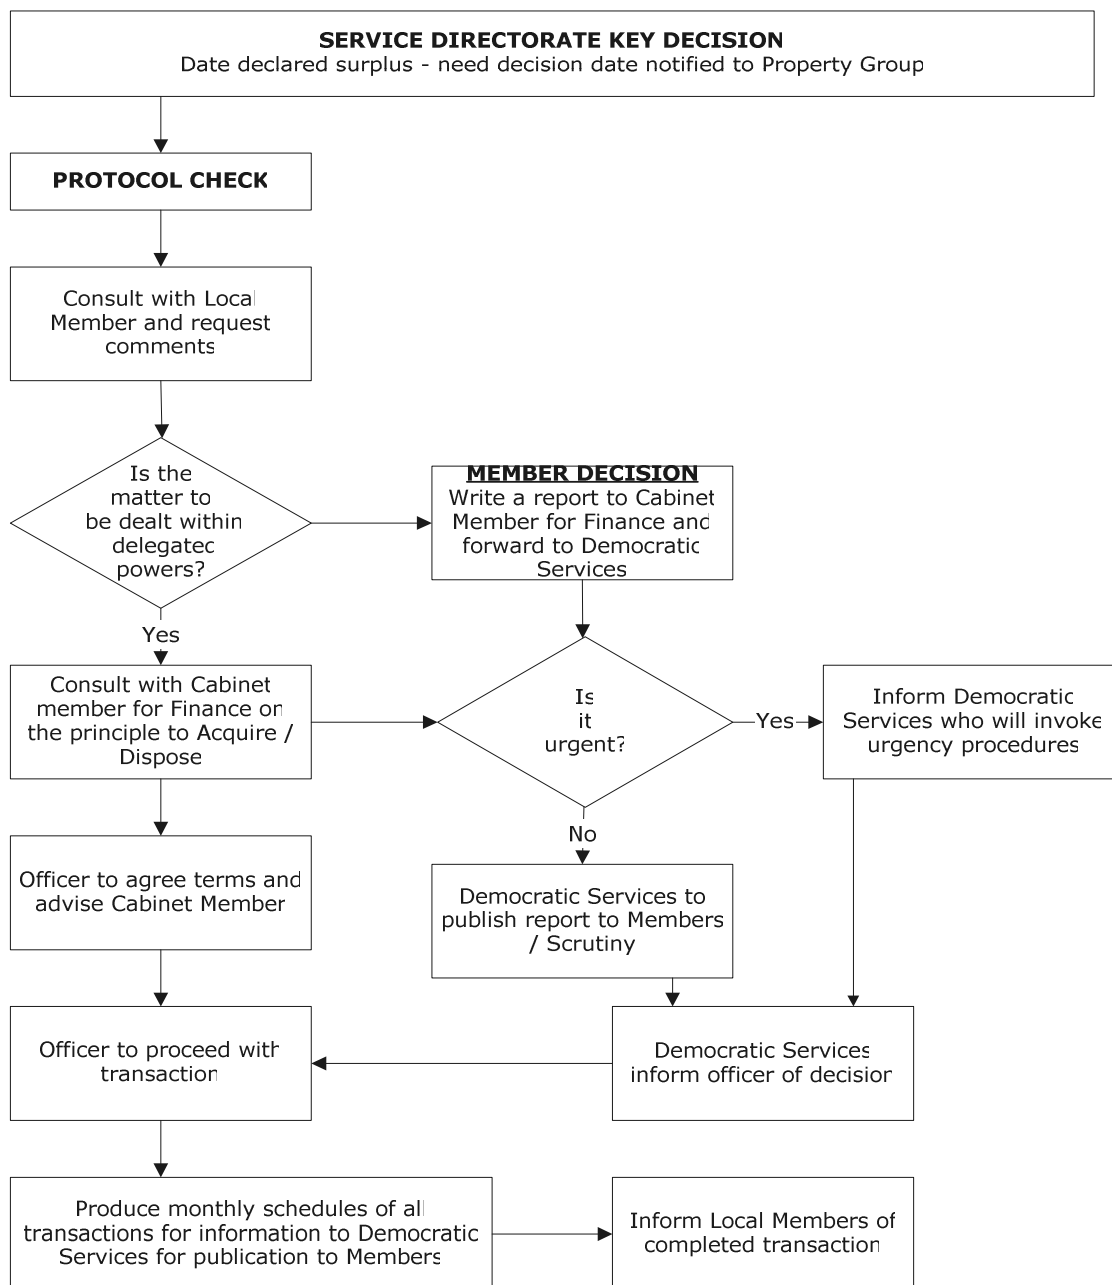 SERVICE DIRECTORATE KEY DECISION
Date declared surplus - need decision date notified to Property Group
PROTOCOL CHECK
Consult with Local
Member and request
comments
Is the
matter to
be dealt within
delegated
powers?
MEMBER DECISION
Write a report to Cabinet
Member for Finance and
forward to Democratic
Services
Yes
Consult with Cabinet
member for Finance on
the principle to Acquire /
Dispose
Is
it
urgent?
Yes
Inform Democratic
Services who will invoke
urgency procedures
No
Officer to agree terms and
advise Cabinet Member
Democratic Services to
publish report to Members
/ Scrutiny
Officer to proceed with
transaction
Democratic Services
inform officer of decision
Produce monthly schedules of all
transactions for information to Democratic
Services for publication to Members
Inform Local Members of
completed transaction